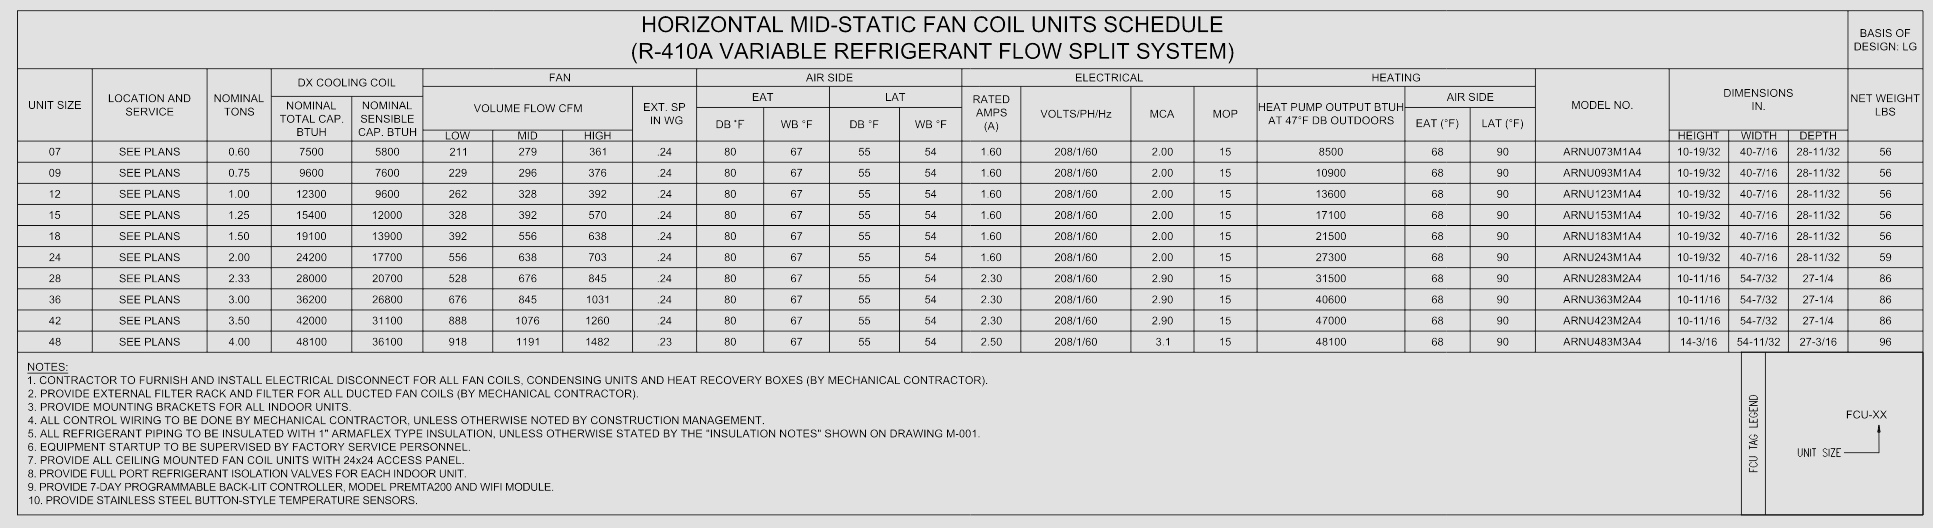 HORIZONTAL MID-STATIC FAN COIL UNITS SCHEDULE
(R-410A VARIABLE REFRIGERANT FLOW SPLIT SYSTEM)
BASIS OF
DESIGN: LG
UNIT SIZE
LOCATION AND
SERVICE
NOMINAL
TONS
DX COOLING COIL
NOMINAL
TOTAL CAP.
BTUH
NOMINAL
SENSIBLE
CAP. BTUH
FAN
VOLUME FLOW CFM
LOW MID HIGH
EXT. SP
IN WG
AIR SIDE
EAT LAT
DB °F WB °F DB °F WB °F
ELECTRICAL
RATED
AMPS
(A)
VOLTS/PH/Hz MCA MOP
HEATING
HEAT PUMP OUTPUT BTUH
AT 47°F DB OUTDOORS
AIR SIDE
EAT (°F) LAT (°F)
MODEL NO.
DIMENSIONS
IN.
HEIGHT WIDTH DEPTH
NET WEIGHT
LBS
07 SEE PLANS 0.60 7500 5800 211 279 361 .24 80 67 55 54 1.60 208/1/60 2.00 15 8500 68 90 ARNU073M1A4 10-19/32 40-7/16 28-11/32 56
09 SEE PLANS 0.75 9600 7600 229 296 376 .24 80 67 55 54 1.60 208/1/60 2.00 15 10900 68 90 ARNU093M1A4 10-19/32 40-7/16 28-11/32 56
12 SEE PLANS 1.00 12300 9600 262 328 392 .24 80 67 55 54 1.60 208/1/60 2.00 15 13600 68 90 ARNU123M1A4 10-19/32 40-7/16 28-11/32 56
15 SEE PLANS 1.25 15400 12000 328 392 570 .24 80 67 55 54 1.60 208/1/60 2.00 15 17100 68 90 ARNU153M1A4 10-19/32 40-7/16 28-11/32 56
18 SEE PLANS 1.50 19100 13900 392 556 638 .24 80 67 55 54 1.60 208/1/60 2.00 15 21500 68 90 ARNU183M1A4 10-19/32 40-7/16 28-11/32 56
24 SEE PLANS 2.00 24200 17700 556 638 703 .24 80 67 55 54 1.60 208/1/60 2.00 15 27300 68 90 ARNU243M1A4 10-19/32 40-7/16 28-11/32 59
28 SEE PLANS 2.33 28000 20700 528 676 845 .24 80 67 55 54 2.30 208/1/60 2.90 15 31500 68 90 ARNU283M2A4 10-11/16 54-7/32 27-1/4 86
36 SEE PLANS 3.00 36200 26800 676 845 1031 .24 80 67 55 54 2.30 208/1/60 2.90 15 40600 68 90 ARNU363M2A4 10-11/16 54-7/32 27-1/4 86
42 SEE PLANS 3.50 42000 31100 888 1076 1260 .24 80 67 55 54 2.30 208/1/60 2.90 15 47000 68 90 ARNU423M2A4 10-11/16 54-7/32 27-1/4 86
48 SEE PLANS 4.00 48100 36100 918 1191 1482 .23 80 67 55 54 2.50 208/1/60 3.1 15 48100 68 90 ARNU483M3A4 14-3/16 54-11/32 27-3/16 96
NOTES:
1. CONTRACTOR TO FURNISH AND INSTALL ELECTRICAL DISCONNECT FOR ALL FAN COILS, CONDENSING UNITS AND HEAT RECOVERY BOXES (BY MECHANICAL CONTRACTOR).
2. PROVIDE EXTERNAL FILTER RACK AND FILTER FOR ALL DUCTED FAN COILS (BY MECHANICAL CONTRACTOR).
3. PROVIDE MOUNTING BRACKETS FOR ALL INDOOR UNITS.
4. ALL CONTROL WIRING TO BE DONE BY MECHANICAL CONTRACTOR, UNLESS OTHERWISE NOTED BY CONSTRUCTION MANAGEMENT.
5. ALL REFRIGERANT PIPING TO BE INSULATED WITH 1" ARMAFLEX TYPE INSULATION, UNLESS OTHERWISE STATED BY THE "INSULATION NOTES" SHOWN ON DRAWING M-001.
6. EQUIPMENT STARTUP TO BE SUPERVISED BY FACTORY SERVICE PERSONNEL.
7. PROVIDE ALL CEILING MOUNTED FAN COIL UNITS WITH 24x24 ACCESS PANEL.
8. PROVIDE FULL PORT REFRIGERANT ISOLATION VALVES FOR EACH INDOOR UNIT.
9. PROVIDE 7-DAY PROGRAMMABLE BACK-LIT CONTROLLER, MODEL PREMTA200 AND WIFI MODULE.
10. PROVIDE STAINLESS STEEL BUTTON-STYLE TEMPERATURE SENSORS.
FCU TAG LEGEND
FCU-XX
UNIT SIZE